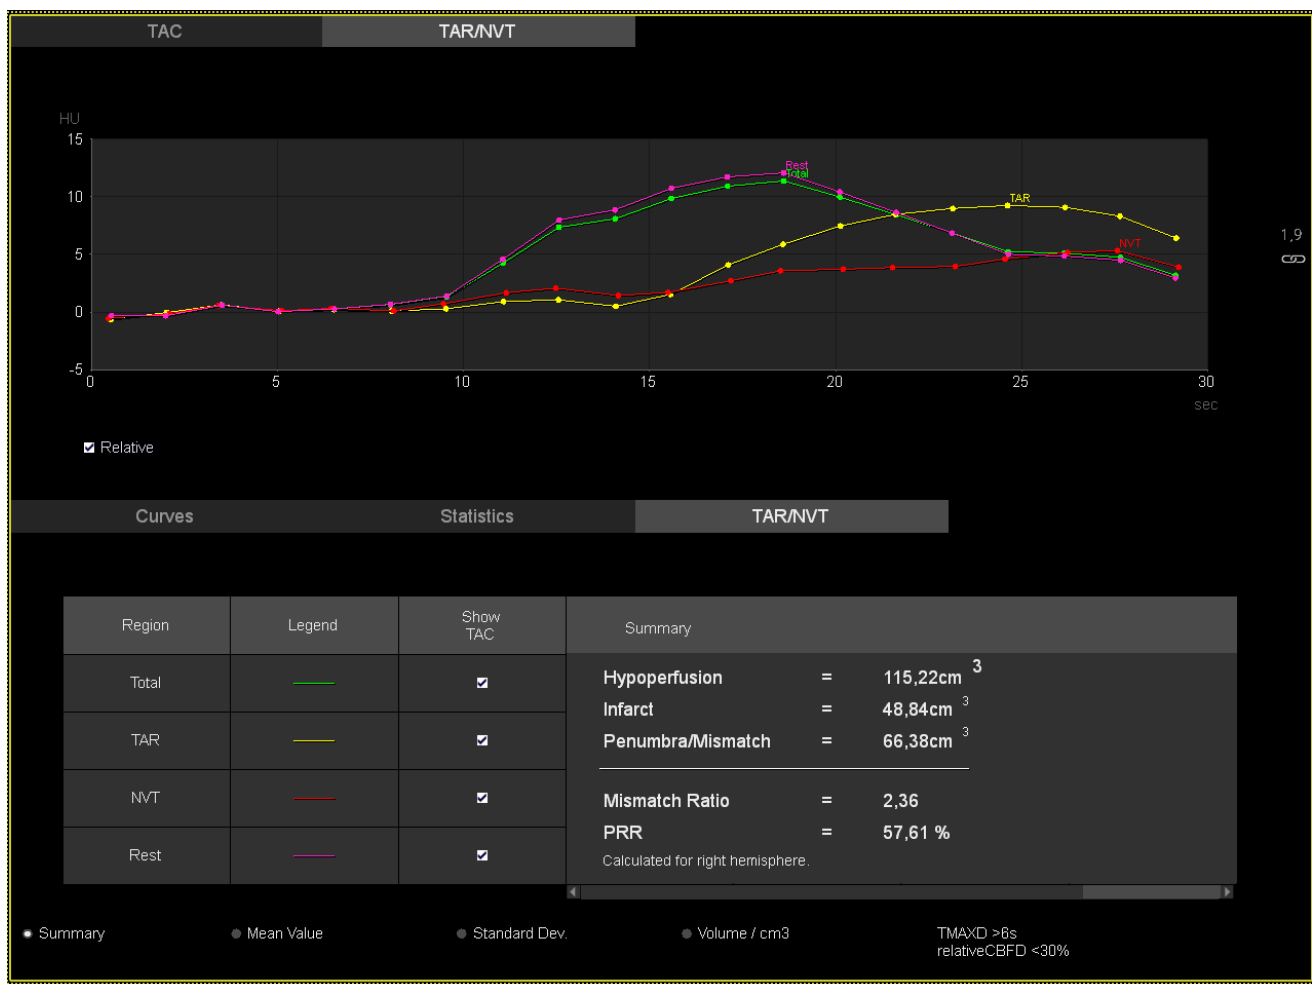 TAC TAR/NVT
HU
15
Rest
Total
10
TAR
NVT
1,9
5
0
-5
0 5 10 15 20 25 30
sec
Relative
Curves Statistics TAR/NVT
Region Legend Show TAC Summary
Total
TAR
NVT
Rest
Hypoperfusion = 115,22cm 3
Infarct = 48,84cm 3
Penumbra/Mismatch = 66,38cm 3
Mismatch Ratio = 2,36
PRR = 57,61 %
Calculated for right hemisphere.
Summary Mean Value Standard Dev. Volume / cm3 TMAXD >6s
relativeCBFD <30%